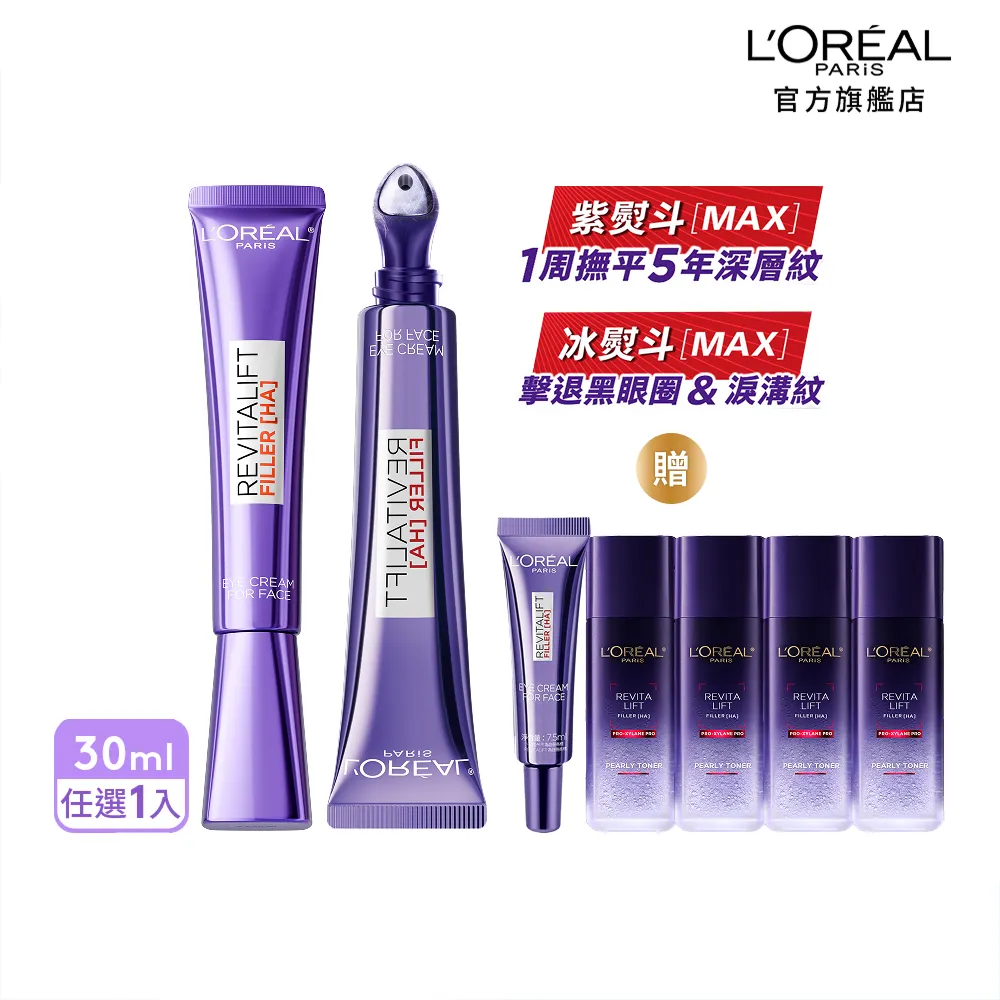 L'ORÉAL
PARIS
官方旗艦店
紫熨斗[MAX]
1周撫平5年深層紋
冰熨斗[MAX]
擊退黑眼圈 & 淚溝紋
贈
30ml
任選1入
L'ORÉAL®
PARIS
REVITALIFT
FILLER [HA]
EYE CREAM
FOR FACE
L'ORÉAL®
PARIS
REVITALIFT
FILLER [HA]
EYE CREAM
FOR FACE
L'ORÉAL
PARIS
REVITALIFT
FILLER [HA]
EYE CREAM
FOR FACE
淨含量: 7.5ml
L'ORÉAL
PARIS
REVITA
LIFT
FILLER [HA]
PRO-XYLANE PRO
PEARLY TONER
L'ORÉAL
PARIS
REVITA
LIFT
FILLER [HA]
PRO-XYLANE PRO
PEARLY TONER
L'ORÉAL
PARIS
REVITA
LIFT
FILLER [HA]
PRO-XYLANE PRO
PEARLY TONER
L'ORÉAL
PARIS
REVITA
LIFT
FILLER [HA]
PRO-XYLANE PRO
PEARLY TONER